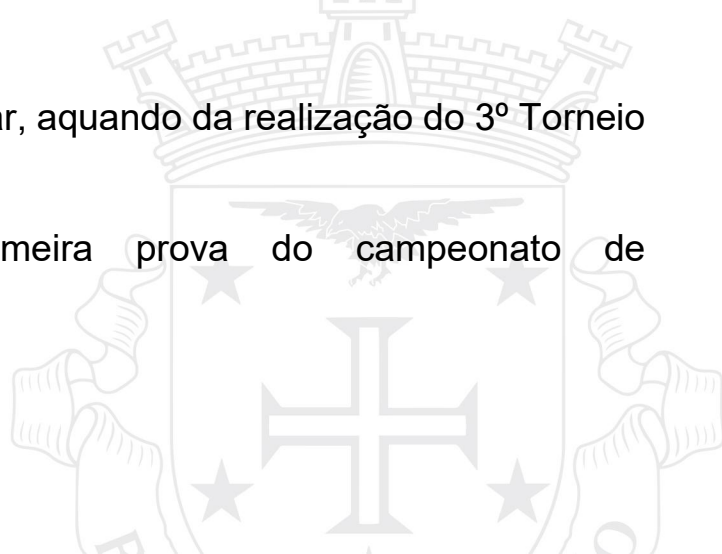 ar, aquando da realização do 3º Torneio
meira prova do campeonato de